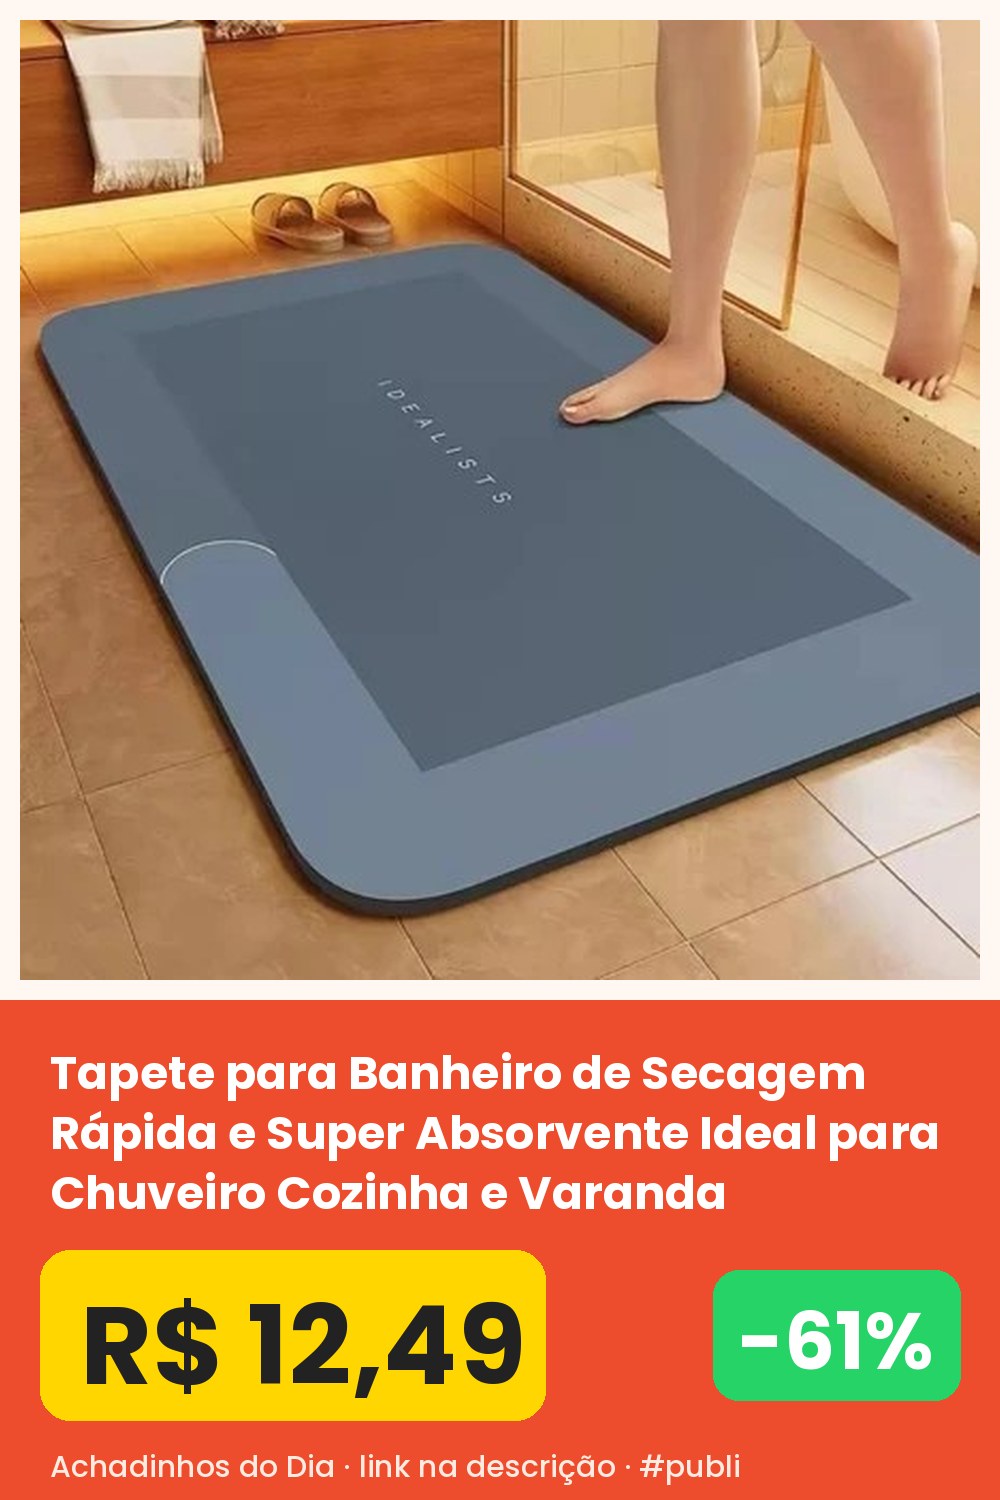 IDEALISTS
Tapete para Banheiro de Secagem
Rápida e Super Absorvente Ideal para
Chuveiro Cozinha e Varanda
R$ 12,49
-61%
Achadinhos do Dia · link na descrição · #publi